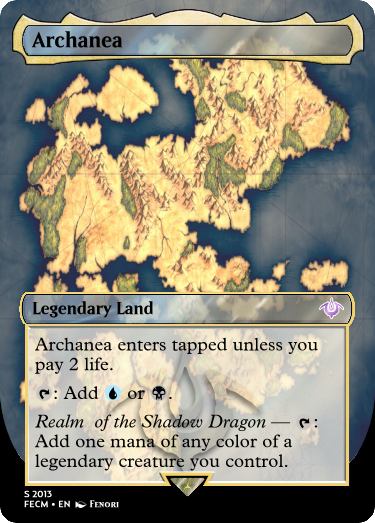 Archanea
Legendary Land
Archanea enters tapped unless you
pay 2 life.
: Add or .
Realm of the Shadow Dragon — :
Add one mana of any color of a
legendary creature you control.
S 2013
FECM • EN Fenori